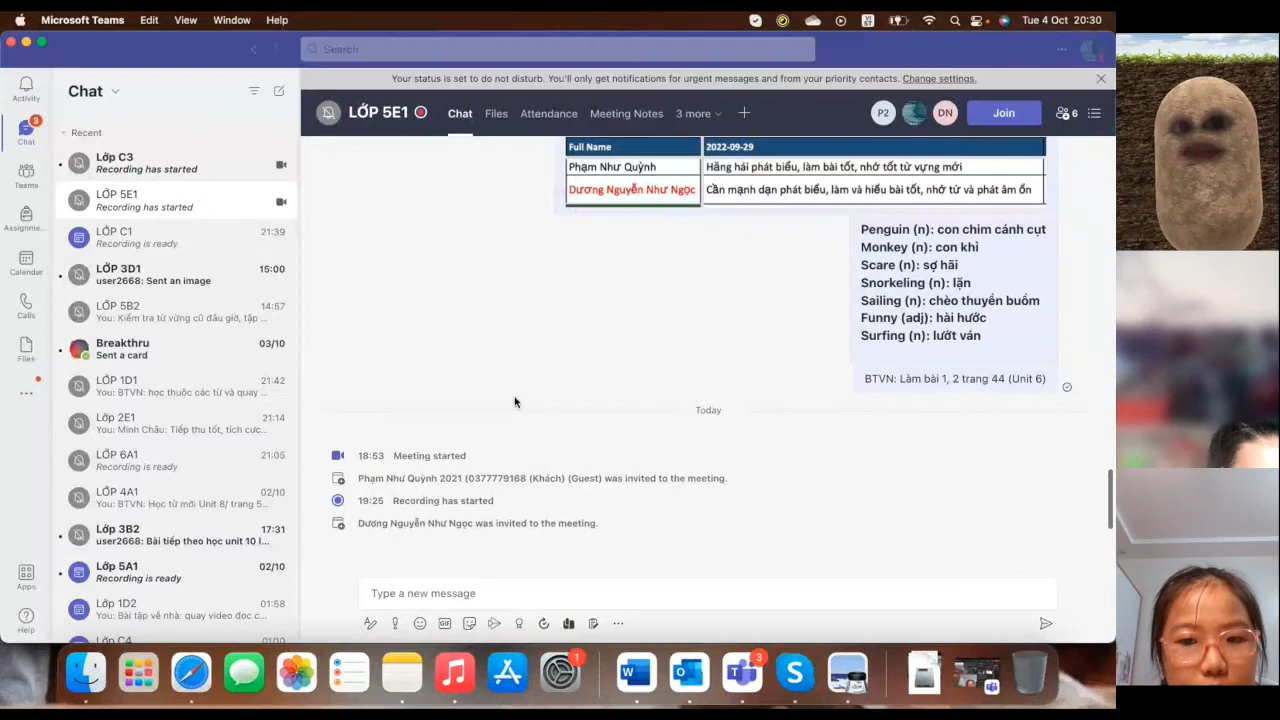 Microsoft Teams Edit View Window Help
Tue 4 Oct 20:30
Search
Your status is set to do not disturb. You'll only get notifications for urgent messages and from your priority contacts. Change settings.
Activity
3
Chat
Teams
Assignme...
Calendar
Calls
Files
Apps
Help
Chat
Recent
Lớp C3
Recording has started
LỚP 5E1
Recording has started
LỚP C1 21:39
Recording is ready
LỚP 3D1 15:00
user2668: Sent an image
LỚP 5B2 14:57
You: Kiểm tra từ vừng cũ đầu giờ, tập ...
Breakthru 03/10
Sent a card
LỚP 1D1 21:42
You: BTVN: học thuộc các từ và quay ...
Lớp 2E1 21:14
You: Minh Châu: Tiếp thu tốt, tích cực...
LỚP 6A1 21:05
Recording is ready
LỚP 4A1 02/10
You: BTVN: Học từ mới Unit 8/ trang 5...
Lớp 3B2 17:31
user2668: Bài tiếp theo học unit 10 l...
Lớp 5A1 02/10
Recording is ready
Lớp 1D2 01:58
You: Bài tập về nhà: quay video đọc c...
Lớp C4 01/10
LỚP 5E1 Chat Files Attendance Meeting Notes 3 more
P2 DN Join 6
Full Name 2022-09-29
Phạm Như Quỳnh Hăng hái phát biểu, làm bài tốt, nhớ tốt từ vựng mới
Dương Nguyễn Như Ngọc Cần mạnh dạn phát biểu, làm và hiểu bài tốt, nhớ từ và phát âm ổn
Penguin (n): con chim cánh cụt
Monkey (n): con khỉ
Scare (n): sợ hãi
Snorkeling (n): lặn
Sailing (n): chèo thuyền buồm
Funny (adj): hài hước
Surfing (n): lướt ván
BTVN: Làm bài 1, 2 trang 44 (Unit 6)
Today
18:53 Meeting started
Phạm Như Quỳnh 2021 (0377779168 (Khách) (Guest) was invited to the meeting.
19:25 Recording has started
Dương Nguyễn Như Ngọc was invited to the meeting.
Type a new message
GIF
1
3